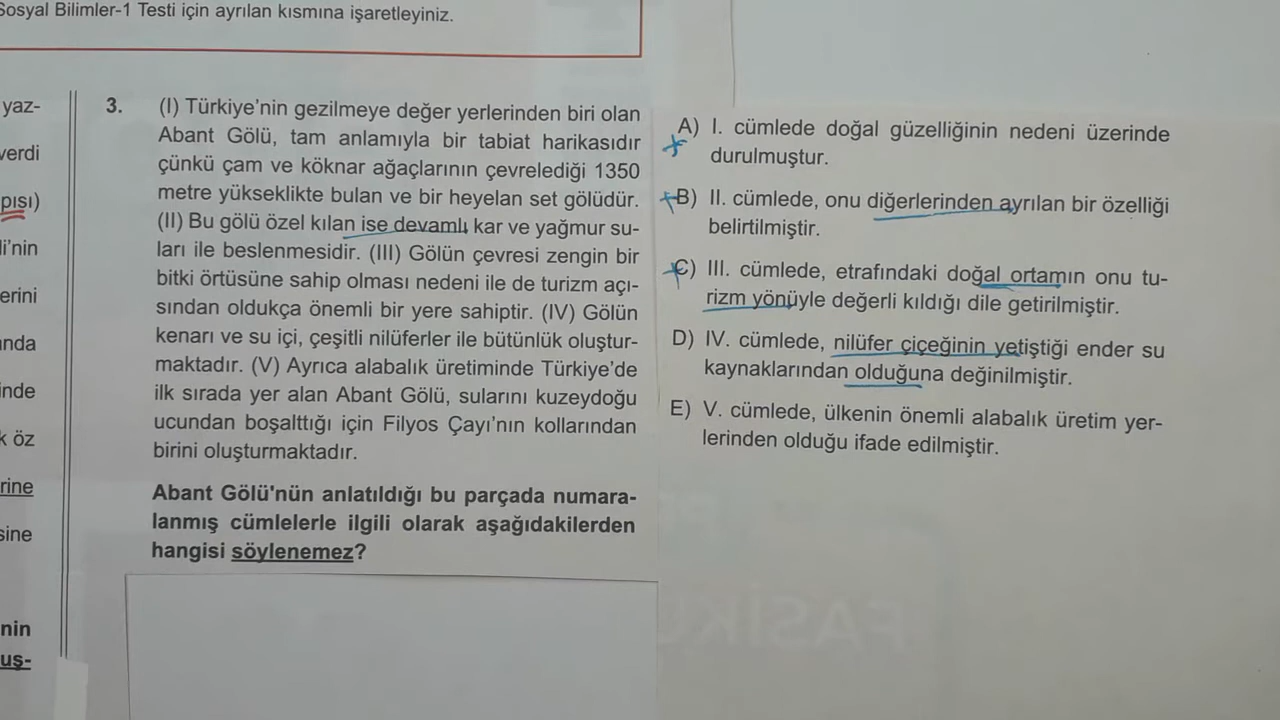 Sosyal Bilimler-1 Testi için ayrılan kısmına işaretleyiniz.
yaz-
verdi
pısı)
li'nin
erini
anda
inde
k öz
rine
sine
nin
uş-
3. (I) Türkiye'nin gezilmeye değer yerlerinden biri olan
Abant Gölü, tam anlamıyla bir tabiat harikasıdır
çünkü çam ve köknar ağaçlarının çevrelediği 1350
metre yükseklikte bulan ve bir heyelan set gölüdür.
(II) Bu gölü özel kılan ise devamlı kar ve yağmur su-
ları ile beslenmesidir. (III) Gölün çevresi zengin bir
bitki örtüsüne sahip olması nedeni ile de turizm açı-
sından oldukça önemli bir yere sahiptir. (IV) Gölün
kenarı ve su içi, çeşitli nilüferler ile bütünlük oluştur-
maktadır. (V) Ayrıca alabalık üretiminde Türkiye'de
ilk sırada yer alan Abant Gölü, sularını kuzeydoğu
ucundan boşalttığı için Filyos Çayı'nın kollarından
birini oluşturmaktadır.
Abant Gölü'nün anlatıldığı bu parçada numara-
lanmış cümlelerle ilgili olarak aşağıdakilerden
hangisi söylenemez?
A) I. cümlede doğal güzelliğinin nedeni üzerinde
durulmuştur.
B) II. cümlede, onu diğerlerinden ayrılan bir özelliği
belirtilmiştir.
C) III. cümlede, etrafındaki doğal ortamın onu tu-
rizm yönüyle değerli kıldığı dile getirilmiştir.
D) IV. cümlede, nilüfer çiçeğinin yetiştiği ender su
kaynaklarından olduğuna değinilmiştir.
E) V. cümlede, ülkenin önemli alabalık üretim yer-
lerinden olduğu ifade edilmiştir.